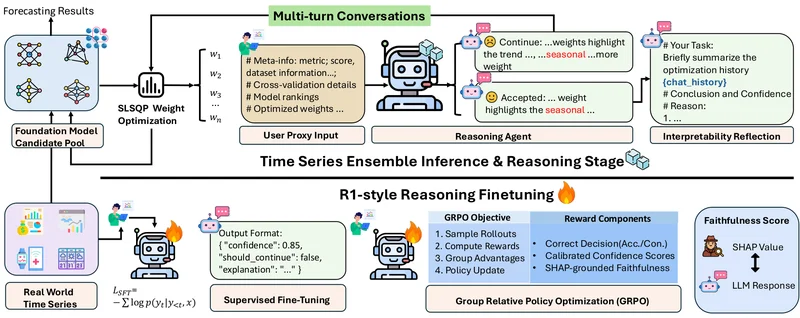 Forecasting Results
Foundation Model
Candidate Pool
SLSQP Weight
Optimization
w1
w2
w3
...
wn
Multi-turn Conversations
# Meta-info: metric; score,
dataset information...;
# Cross-validation details
# Model rankings
# Optimized weights ...
User Proxy Input
Continue: ...weights highlight
the trend ..., ...seasonal ...more
weight
Accepted: ... weight
highlights the seasonal ...
Reasoning Agent
# Your Task:
Briefly summarize the
optimization history
{chat_history}
# Conclusion and Confidence
# Reason:
1. ...
Interpretability Reflection
Time Series Ensemble Inference & Reasoning Stage
R1-style Reasoning Finetuning
Real World
Time Series
L_SFT =
− ∑ log p(y_t|y_<t, x)
Output Format:
{ "confidence": 0.85,
"should_continue": false,
"explanation": "..." }
Supervised Fine-Tuning
GRPO Objective
1. Sample Rollouts
2. Compute Rewards
3. Group Advantages
4. Policy Update
Reward Components
• Correct Decision(Acc./Con.)
• Calibrated Confidence Scores
• SHAP-grounded Faithfulness
Group Relative Policy Optimization (GRPO)
Faithfulness Score
SHAP Value
LLM Response